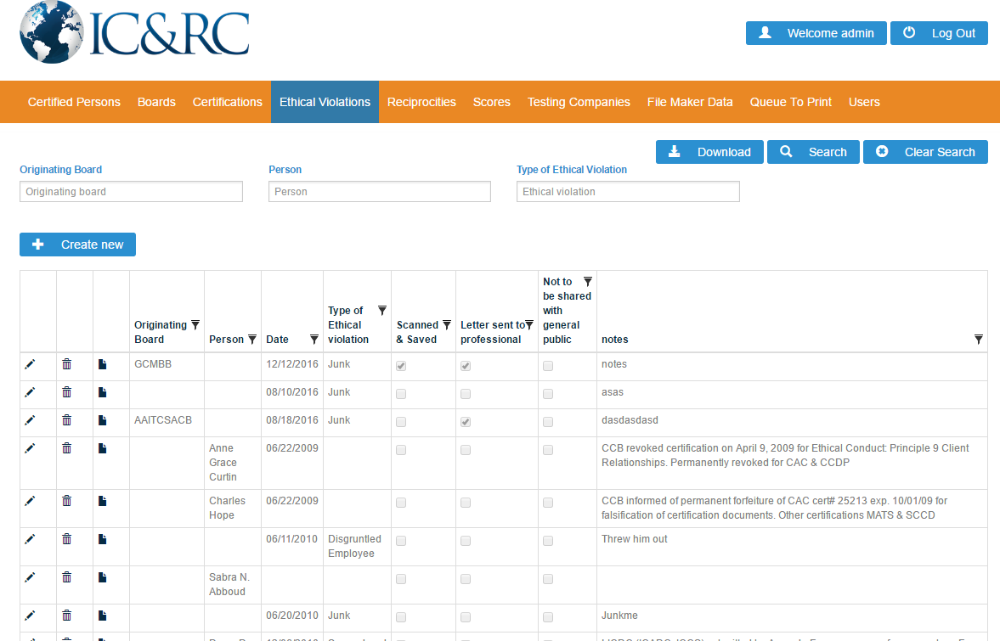 IC&RC
Welcome admin
Log Out
Certified Persons
Boards
Certifications
Ethical Violations
Reciprocities
Scores
Testing Companies
File Maker Data
Queue To Print
Users
Download
Search
Clear Search
Originating Board
Person
Type of Ethical Violation
Originating board
Person
Ethical violation
Create new
Originating
Board
Person
Date
Type of
Ethical
violation
Scanned
& Saved
Letter sent to
professional
Not to
be shared
with
general
public
notes
GCMBB
12/12/2016
Junk
notes
08/10/2016
Junk
asas
AAITCSACB
08/18/2016
Junk
dasdasdasd
Anne
Grace
Curtin
06/22/2009
CCB revoked certification on April 9, 2009 for Ethical Conduct: Principle 9 Client
Relationships. Permanently revoked for CAC & CCDP
Charles
Hope
06/22/2009
CCB informed of permanent forfeiture of CAC cert# 25213 exp. 10/01/09 for
falsification of certification documents. Other certifications MATS & SCCD
06/11/2010
Disgruntled
Employee
Threw him out
Sabra N.
Abboud
06/20/2010
Junk
Junkme